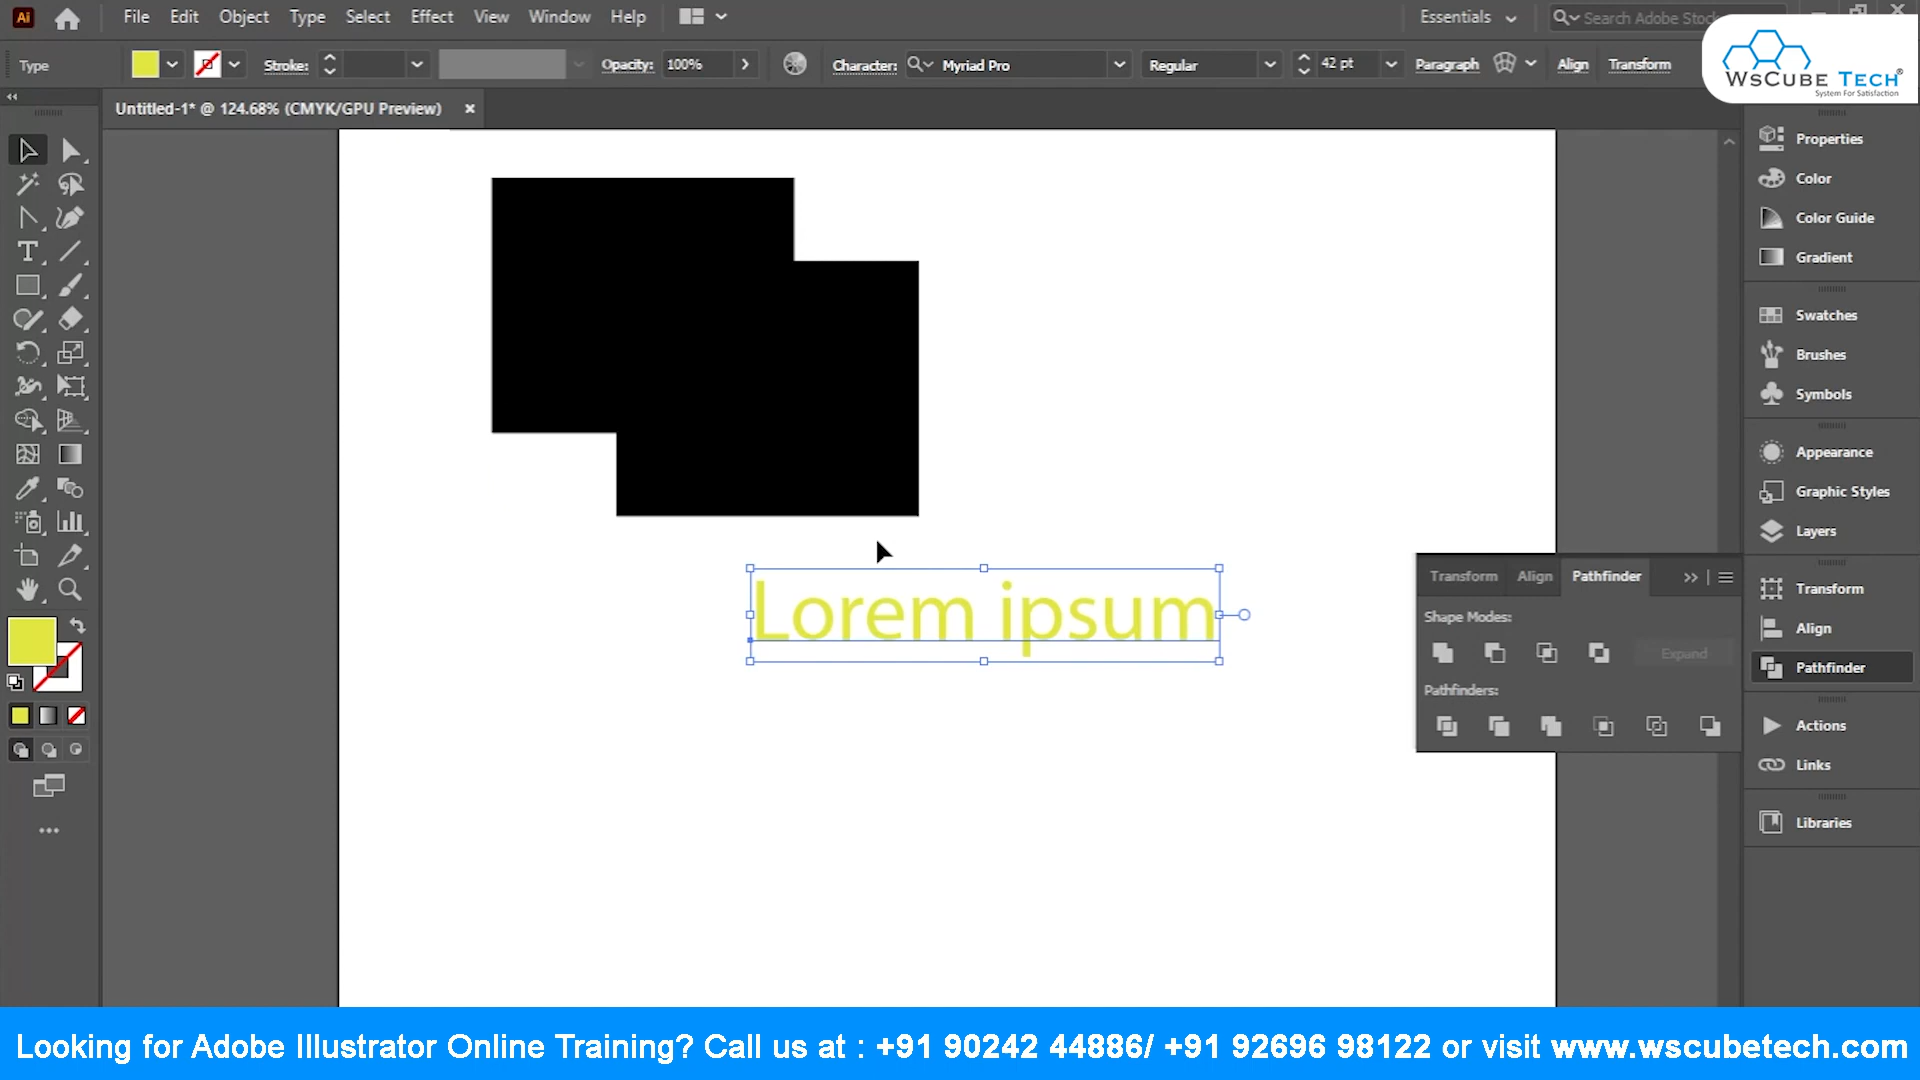 Ai File Edit Object Type Select Effect View Window Help Essentials Search Adobe Stock
Type Stroke: Opacity: 100% Character: Myriad Pro Regular 42 pt Paragraph Align Transform
WsCube Tech®
System For Satisfaction
Untitled-1* @ 124.68% (CMYK/GPU Preview) ×
Properties
Color
Color Guide
Gradient
Swatches
Brushes
Symbols
Appearance
Graphic Styles
Layers
Transform
Align
Pathfinder
Actions
Links
Libraries
Lorem ipsum
Transform Align Pathfinder
Shape Modes:
Expand
Pathfinders:
Looking for Adobe Illustrator Online Training? Call us at : +91 90242 44886/ +91 92696 98122 or visit www.wscubetech.com